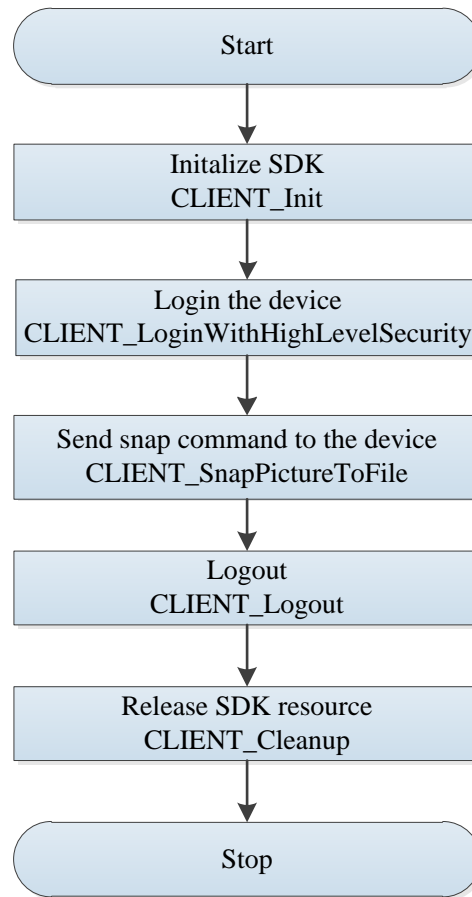 Start
Initalize SDK
CLIENT_Init
Login the device
CLIENT_LoginWithHighLevelSecurity
Send snap command to the device
CLIENT_SnapPictureToFile
Logout
CLIENT_Logout
Release SDK resource
CLIENT_Cleanup
Stop